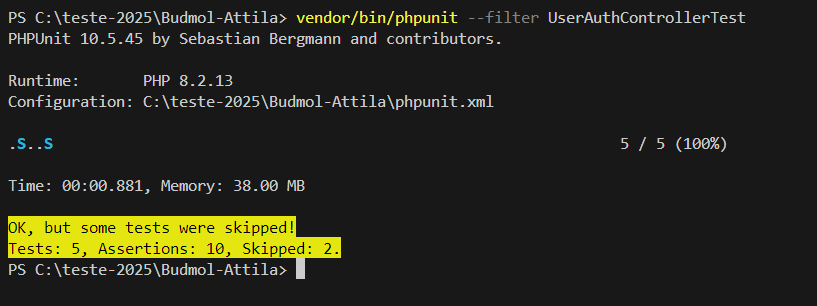 PS C:\teste-2025\Budmol-Attila> vendor/bin/phpunit --filter UserAuthControllerTest
PHPUnit 10.5.45 by Sebastian Bergmann and contributors.
Runtime:       PHP 8.2.13
Configuration: C:\teste-2025\Budmol-Attila\phpunit.xml
.S..S                                                               5 / 5 (100%)
Time: 00:00.881, Memory: 38.00 MB
OK, but some tests were skipped!
Tests: 5, Assertions: 10, Skipped: 2.
PS C:\teste-2025\Budmol-Attila>